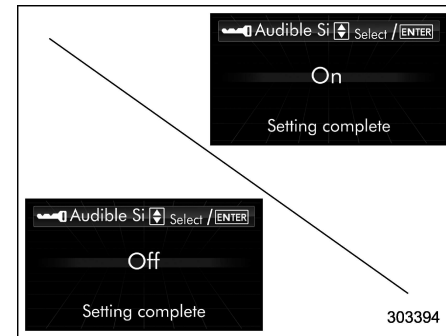 Audible Si Select / ENTER
On
Setting complete
Audible Si Select / ENTER
Off
Setting complete
303394